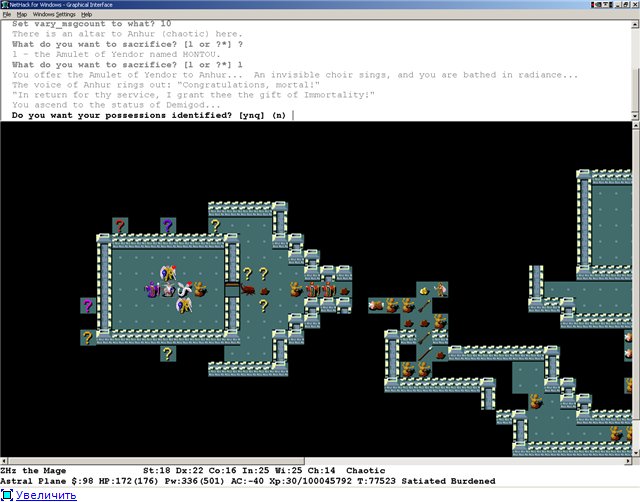 NetHack for Windows - Graphical Interface
File Map Windows Settings Help
Set vary_msgcount to what? 10
There is an altar to Anhur (chaotic) here.
What do you want to sacrifice? [l or ?*] ?
l - the Amulet of Yendor named HONTOU.
What do you want to sacrifice? [l or ?*] l
You offer the Amulet of Yendor to Anhur... An invisible choir sings, and you are bathed in radiance...
The voice of Anhur rings out: "Congratulations, mortal!"
"In return for thy service, I grant thee the gift of Immortality!"
You ascend to the status of Demigod...
Do you want your possessions identified? [ynq] (n)
ZHz the Mage St:18 Dx:22 Co:16 In:25 Wi:25 Ch:14 Chaotic
Astral Plane $:98 HP:172(176) Pw:336(501) AC:-40 Xp:30/100045792 T:77523 Satiated Burdened
Увеличить